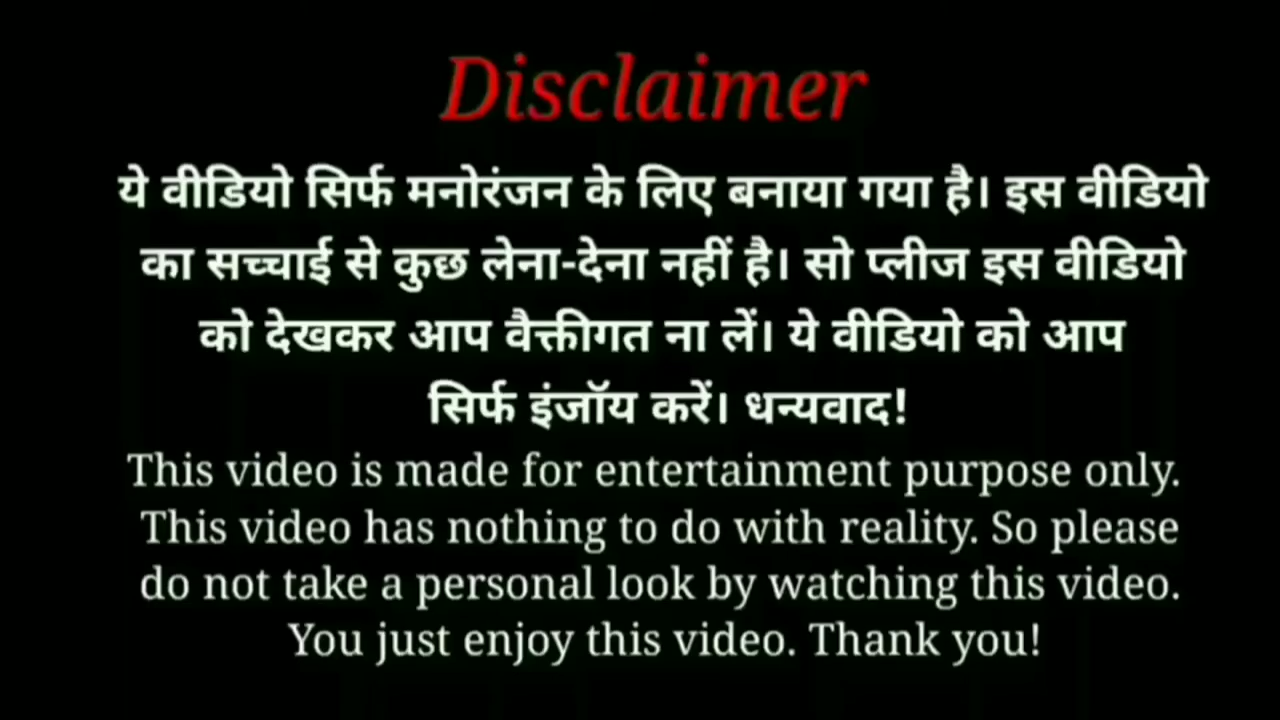 Disclaimer
ये वीडियो सिर्फ मनोरंजन के लिए बनाया गया है। इस वीडियो
का सच्चाई से कुछ लेना-देना नहीं है। सो प्लीज इस वीडियो
को देखकर आप वैक्तीगत ना लें। ये वीडियो को आप
सिर्फ इंजॉय करें। धन्यवाद!
This video is made for entertainment purpose only.
This video has nothing to do with reality. So please
do not take a personal look by watching this video.
You just enjoy this video. Thank you!